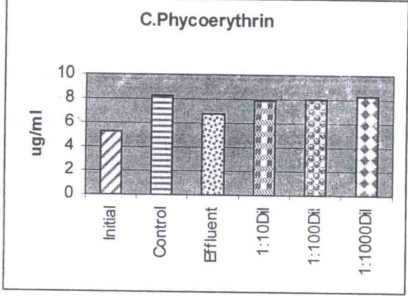 C.Phycoerythrin
ug/ml
10
8
6
4
2
0
Initial
Control
Effluent
1:10Dil
1:100Dil
1:1000Dil